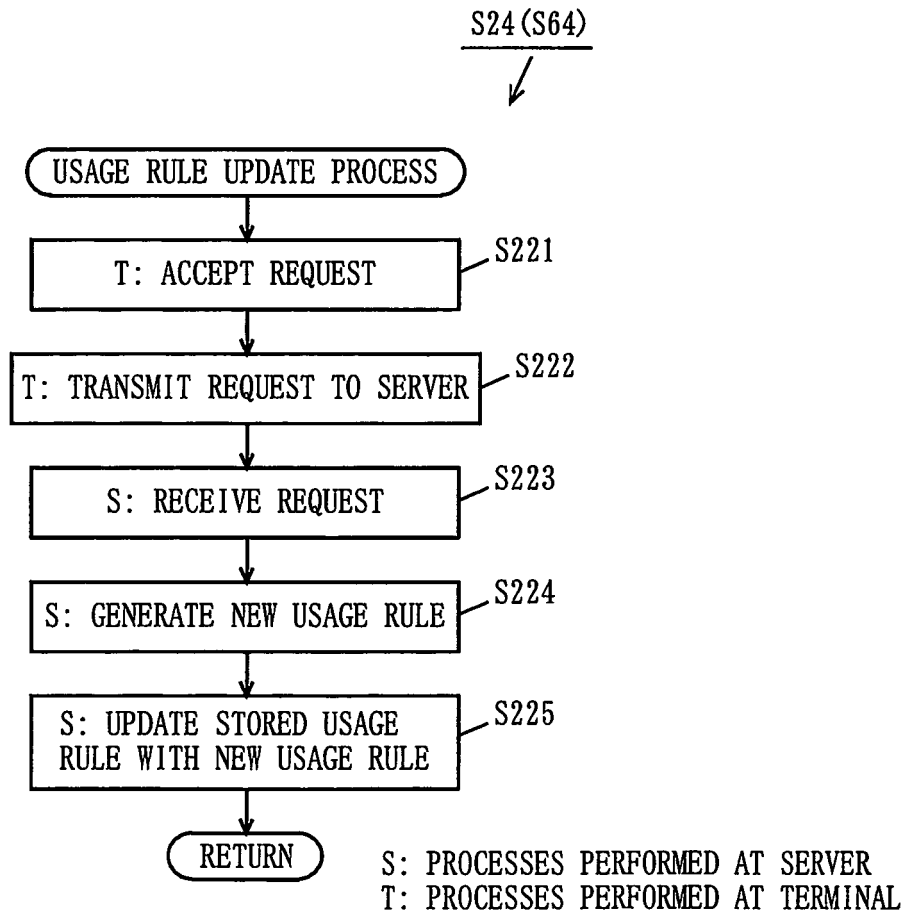 S24(S64)
USAGE RULE UPDATE PROCESS
T: ACCEPT REQUEST
S221
T: TRANSMIT REQUEST TO SERVER
S222
S: RECEIVE REQUEST
S223
S: GENERATE NEW USAGE RULE
S224
S: UPDATE STORED USAGE
RULE WITH NEW USAGE RULE
S225
RETURN
S: PROCESSES PERFORMED AT SERVER
T: PROCESSES PERFORMED AT TERMINAL